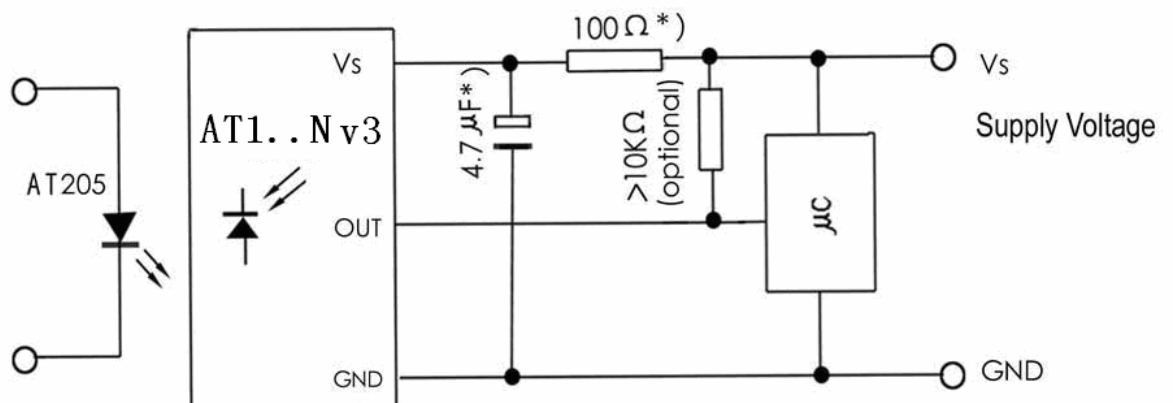 100Ω*)
Vs
Vs
4.7µF*)
>10KΩ
(optional)
Supply Voltage
AT1..Nv3
AT205
µC
OUT
GND
GND